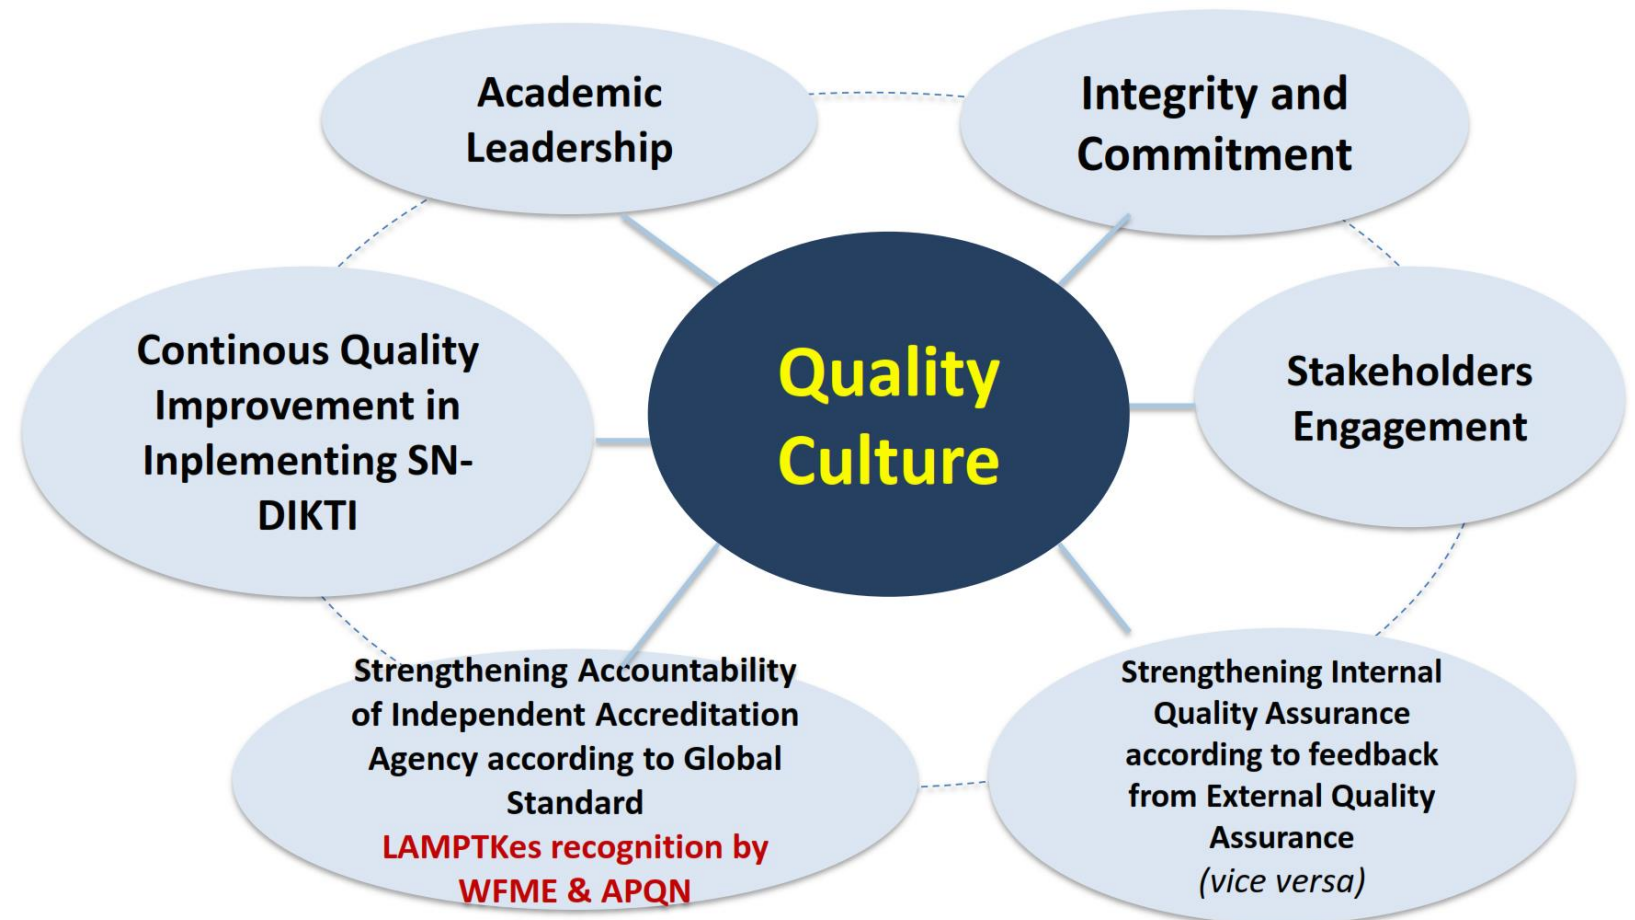 Academic
Leadership
Integrity and
Commitment
Continous Quality
Improvement in
Inplementing SN-
DIKTI
Quality
Culture
Stakeholders
Engagement
Strengthening Accountability
of Independent Accreditation
Agency according to Global
Standard
LAMPTKes recognition by
WFME & APQN
Strengthening Internal
Quality Assurance
according to feedback
from External Quality
Assurance
(vice versa)